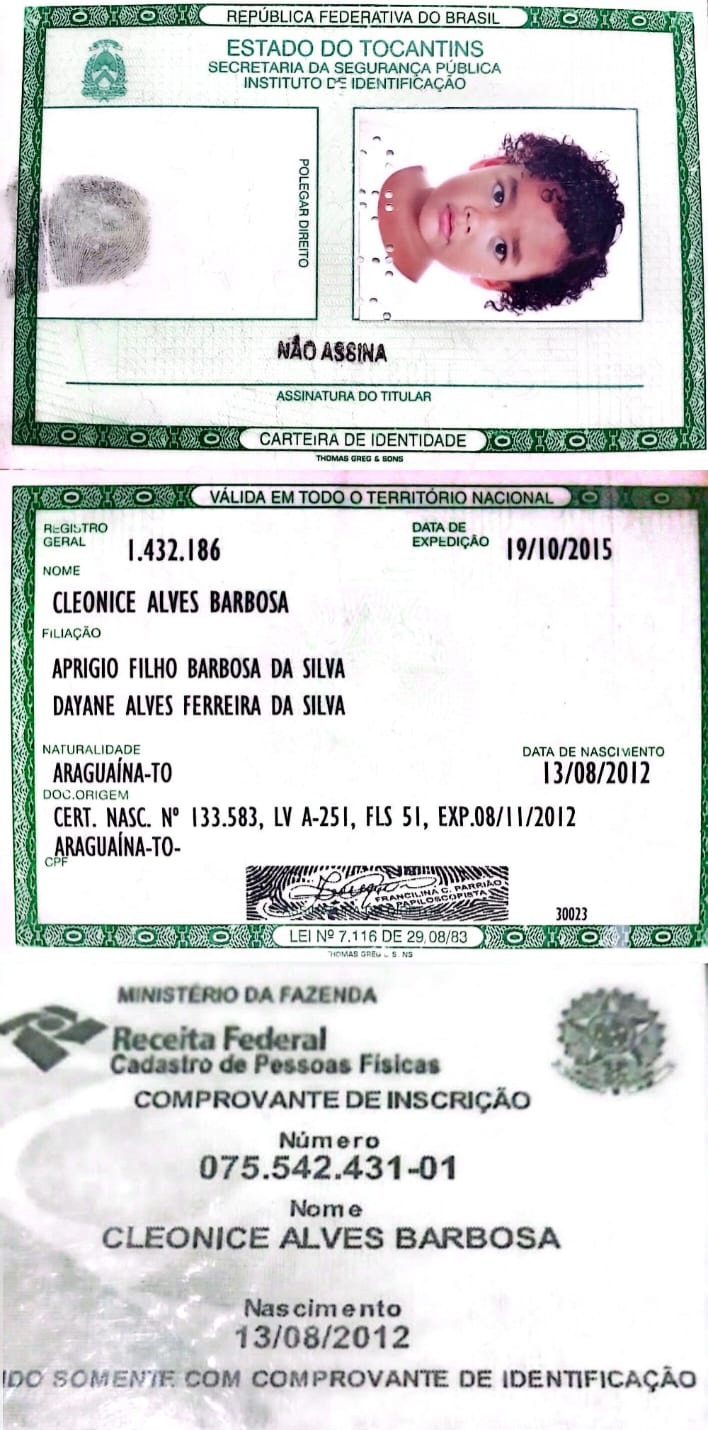 REPÚBLICA FEDERATIVA DO BRASIL
ESTADO DO TOCANTINS
SECRETARIA DA SEGURANÇA PÚBLICA
INSTITUTO DE IDENTIFICAÇÃO
POLEGAR DIREITO
NÃO ASSINA
ASSINATURA DO TITULAR
CARTEIRA DE IDENTIDADE
THOMAS GREG & SONS
VÁLIDA EM TODO O TERRITÓRIO NACIONAL
REGISTRO GERAL 1.432.186 DATA DE EXPEDIÇÃO 19/10/2015
NOME
CLEONICE ALVES BARBOSA
FILIAÇÃO
APRIGIO FILHO BARBOSA DA SILVA
DAYANE ALVES FERREIRA DA SILVA
NATURALIDADE DATA DE NASCIMENTO
ARAGUAÍNA-TO 13/08/2012
DOC.ORIGEM
CERT. NASC. Nº 133.583, LV A-251, FLS 51, EXP.08/11/2012
ARAGUAÍNA-TO-
CPF
FRANCILINA C. PARRIÃO
PAPILOSCOPISTA
30023
LEI Nº 7.116 DE 29/08/83
THOMAS GREG & SONS
MINISTÉRIO DA FAZENDA
Receita Federal
Cadastro de Pessoas Físicas
COMPROVANTE DE INSCRIÇÃO
Número
075.542.431-01
Nome
CLEONICE ALVES BARBOSA
Nascimento
13/08/2012
IDO SOMENTE COM COMPROVANTE DE IDENTIFICAÇÃO